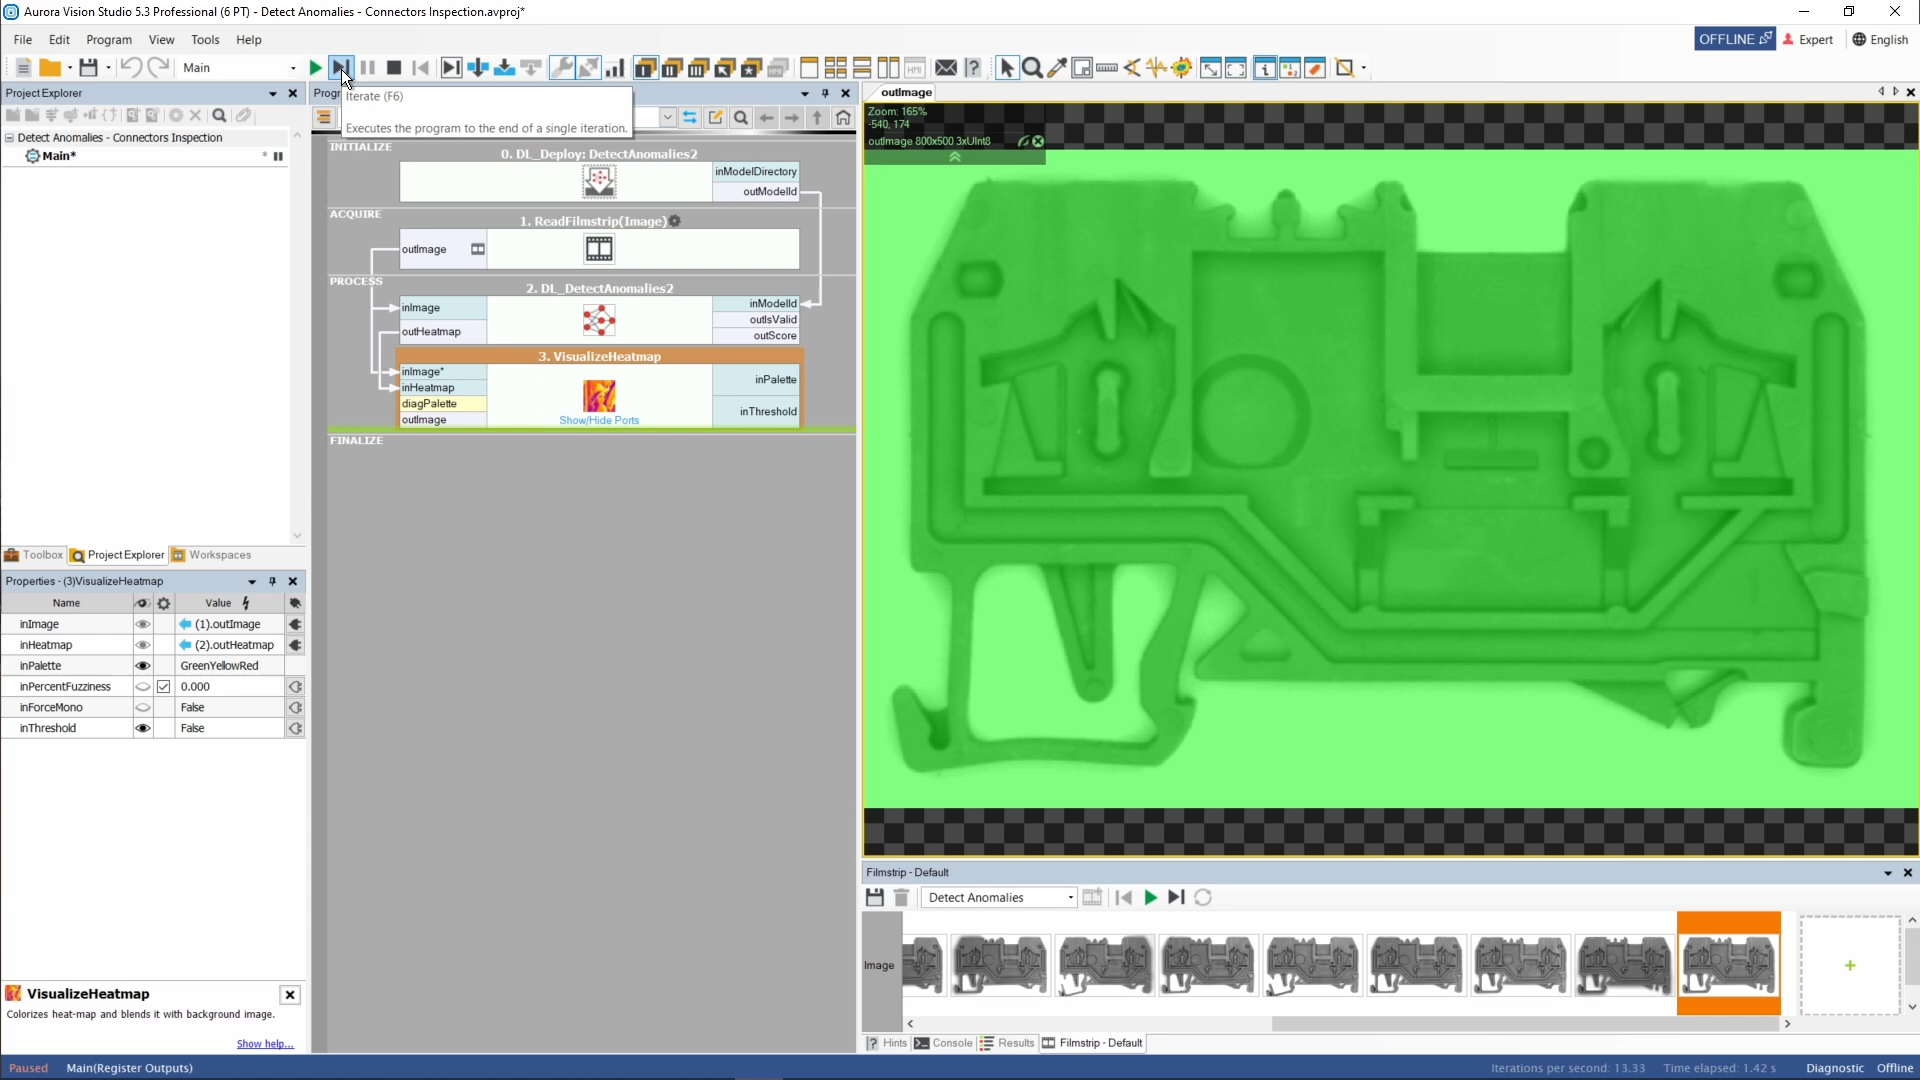 Aurora Vision Studio 5.3 Professional (6 PT) - Detect Anomalies - Connectors Inspection.avproj*
File Edit Program View Tools Help
OFFLINE Expert English
Main
Project Explorer
Progr
outImage
Iterate (F6)
Executes the program to the end of a single iteration.
Detect Anomalies - Connectors Inspection
Main* *
INITIALIZE
0. DL_Deploy: DetectAnomalies2
inModelDirectory
outModelId
ACQUIRE
1. ReadFilmstrip(Image)
outImage
PROCESS
2. DL_DetectAnomalies2
inImage
outHeatmap
inModelId
outIsValid
outScore
3. VisualizeHeatmap
inImage*
inHeatmap
diagPalette
outImage
Show/Hide Ports
inPalette
inThreshold
FINALIZE
Zoom: 165%
-540, 174
outImage 800x500 3xUInt8
Toolbox Project Explorer Workspaces
Properties - (3)VisualizeHeatmap
Name Value
inImage (1).outImage
inHeatmap (2).outHeatmap
inPalette GreenYellowRed
inPercentFuzziness 0.000
inForceMono False
inThreshold False
VisualizeHeatmap
Colorizes heat-map and blends it with background image.
Show help...
Filmstrip - Default
Detect Anomalies
Image
Hints Console Results Filmstrip - Default
Paused Main(Register Outputs)
Iterations per second: 13.33 Time elapsed: 1.42 s Diagnostic Offline